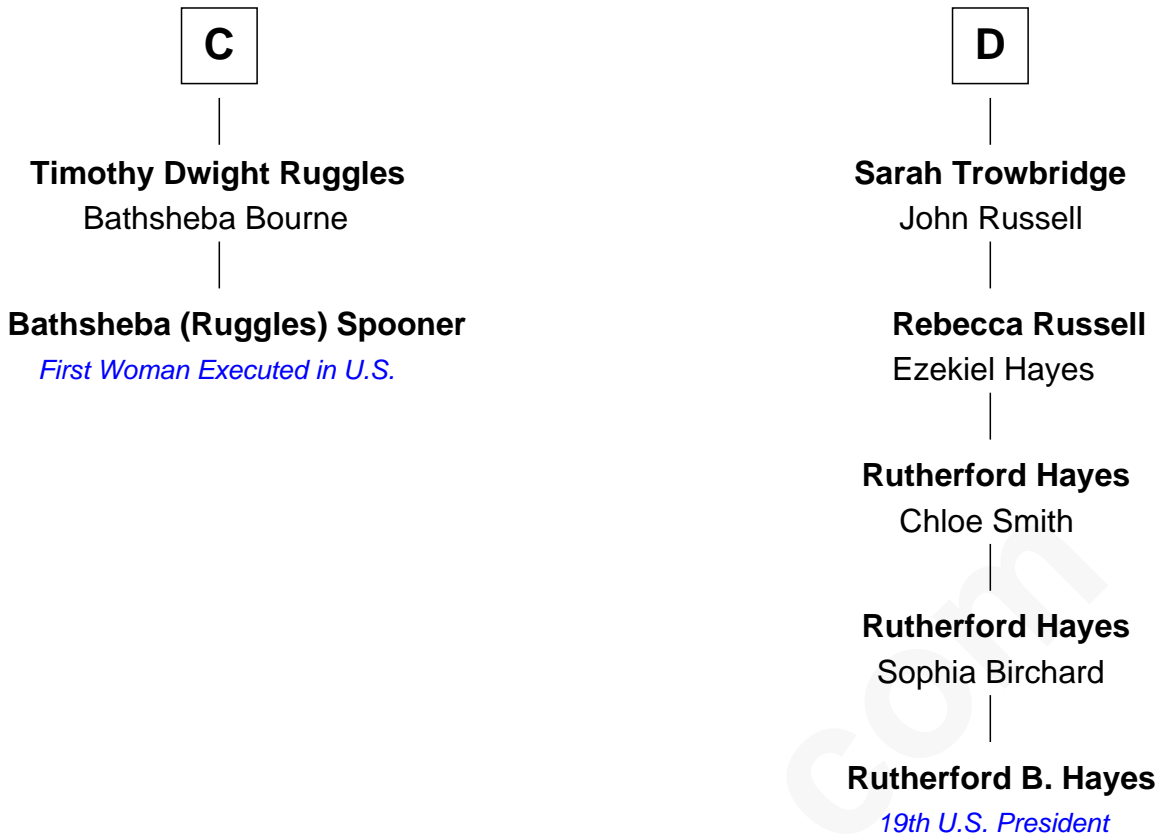 C
Timothy Dwight Ruggles
Bathsheba Bourne
Bathsheba (Ruggles) Spooner
First Woman Executed in U.S.
D
Sarah Trowbridge
John Russell
Rebecca Russell
Ezekiel Hayes
Rutherford Hayes
Chloe Smith
Rutherford Hayes
Sophia Birchard
Rutherford B. Hayes
19th U.S. President
com